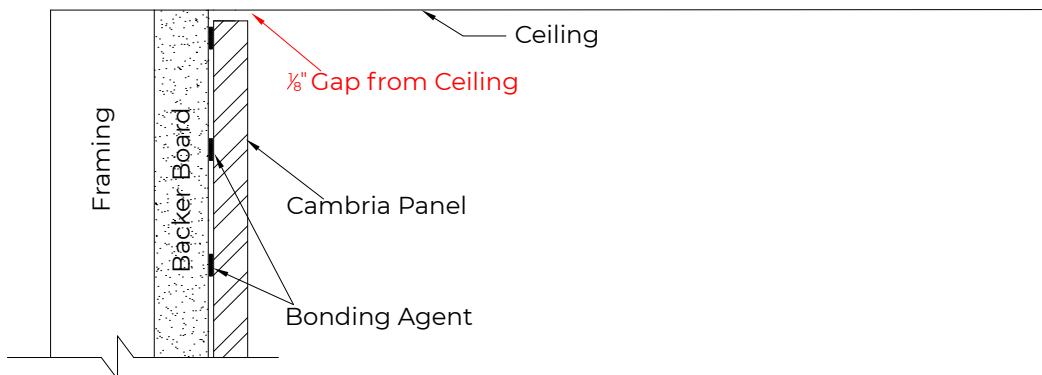 Ceiling
⅛" Gap from Ceiling
Framing
Backer Board
Cambria Panel
Bonding Agent